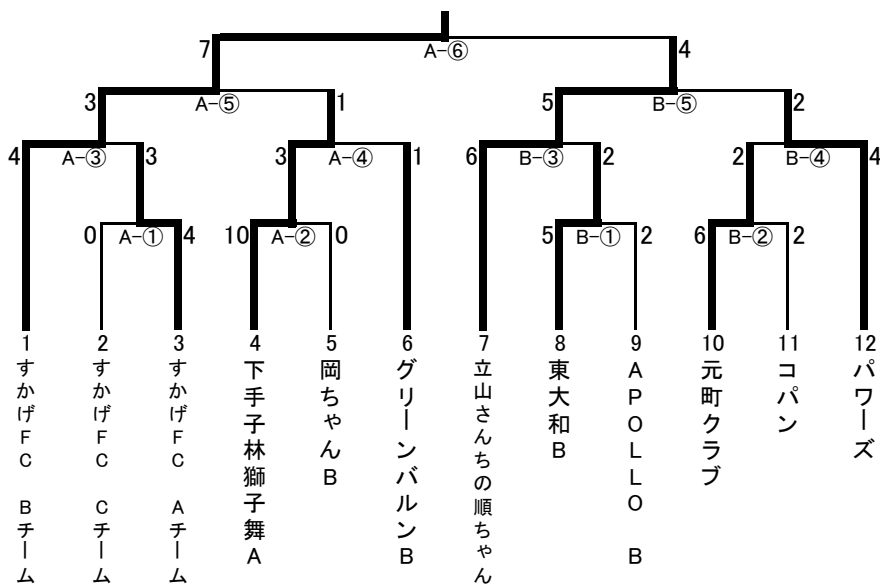 7 A-⑥ 4
3 A-⑤ 1 5 B-⑤ 2
4 A-③ 3 3 A-④ 1 6 B-③ 2 2 B-④ 4
0 A-① 4 10 A-② 0 5 B-① 2 6 B-② 2
1 2 3 4 5 6 7 8 9 10 11 12
すかげFC Bチーム
すかげFC Cチーム
すかげFC Aチーム
下手子林獅子舞A
岡ちゃんB
グリーンバルンB
立山さんちの順ちゃん
東大和B
APOLLO B
元町クラブ
コパン
パワーズ